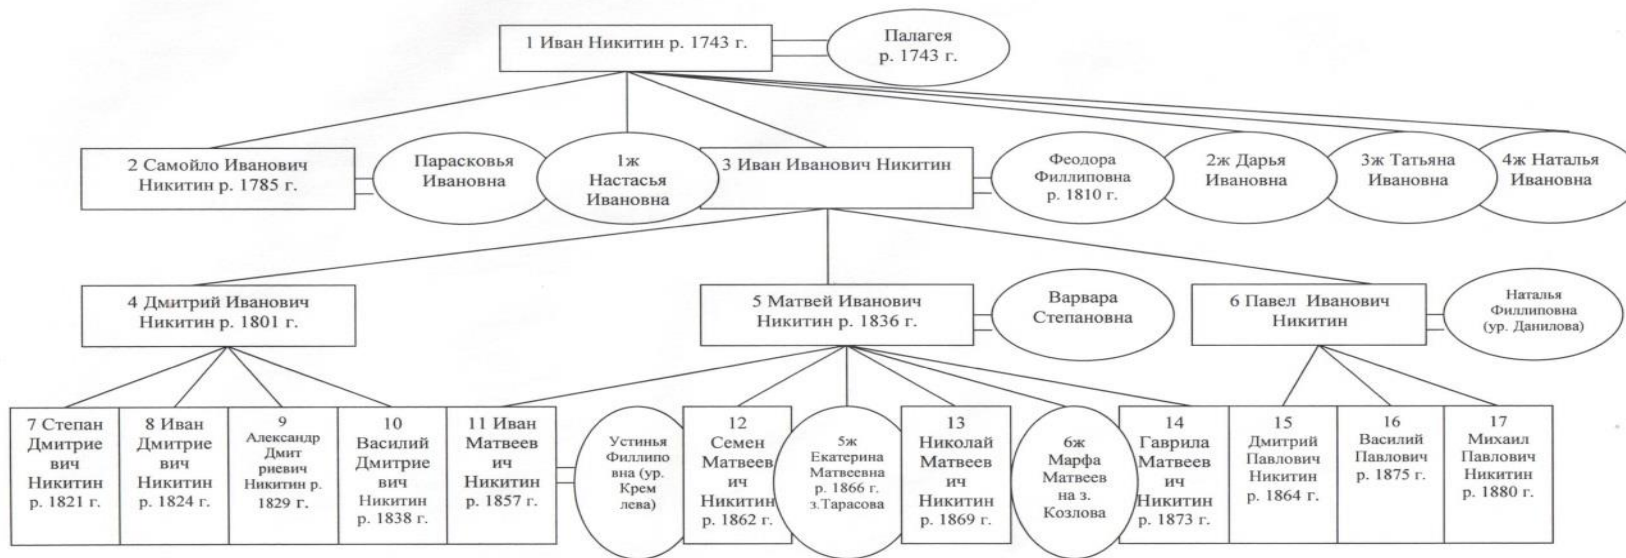 1 Иван Никитин р. 1743 г.
Палагея
р. 1743 г.
2 Самойло Иванович
Никитин р. 1785 г.
Парасковья
Ивановна
1ж
Настасья
Ивановна
3 Иван Иванович Никитин
Феодора
Филлиповна
р. 1810 г.
2ж Дарья
Ивановна
3ж Татьяна
Ивановна
4ж Наталья
Ивановна
4 Дмитрий Иванович
Никитин р. 1801 г.
5 Матвей Иванович
Никитин р. 1836 г.
Варвара
Степановна
6 Павел Иванович
Никитин
Наталья
Филлиповна
(ур. Данилова)
7 Степан
Дмитрие
вич
Никитин
р. 1821 г.
8 Иван
Дмитрие
вич
Никитин
р. 1824 г.
9
Александр
Дмит
риевич
Никитин р.
1829 г.
10
Василий
Дмитрие
вич
Никитин
р. 1838 г.
11 Иван
Матвеев
ич
Никитин
р. 1857 г.
Устинья
Филлипо
вна (ур.
Крем
лева)
12
Семен
Матвеев
ич
Никитин
р. 1862 г.
5ж
Екатерина
Матвеевна
р. 1866 г.
з.Тарасова
13
Николай
Матвеев
ич
Никитин
р. 1869 г.
6ж
Марфа
Матвеев
на з.
Козлова
14
Гаврила
Матвеев
ич
Никитин
р. 1873 г.
15
Дмитрий
Павлович
Никитин
р. 1864 г.
16
Василий
Павлович
р. 1875 г.
17
Михаил
Павлович
Никитин
р. 1880 г.